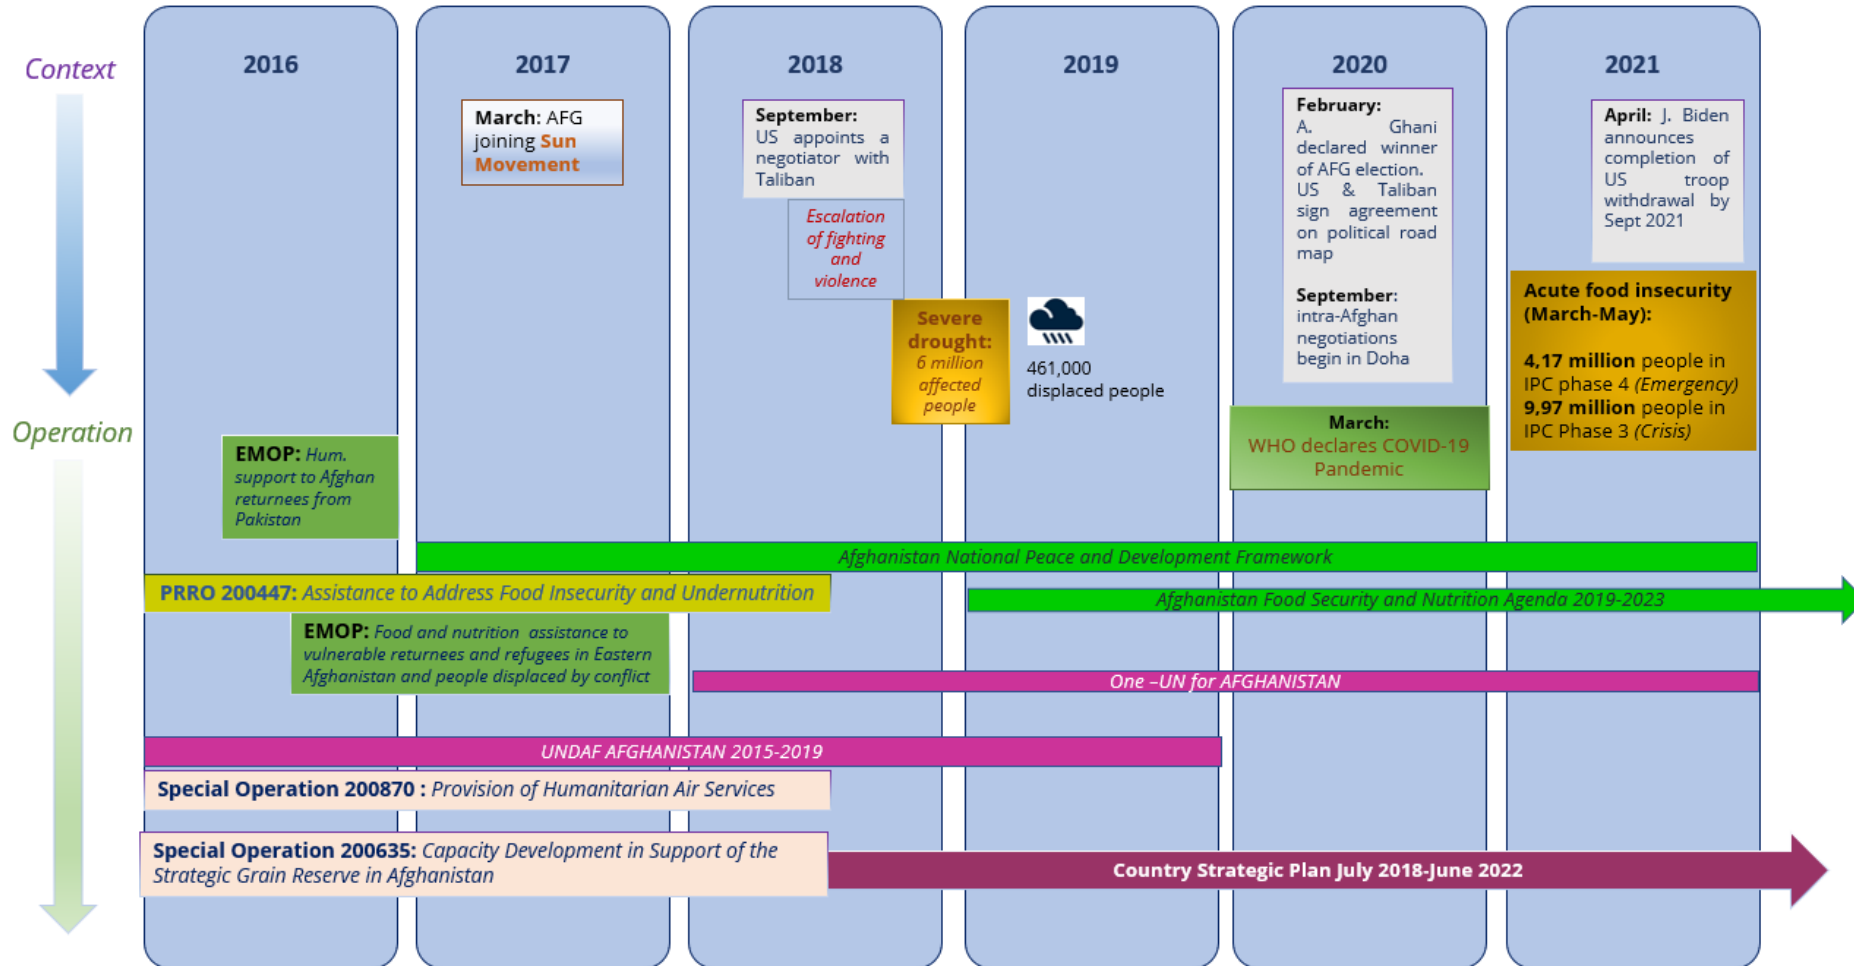 Context
2016
2017
2018
2019
2020
2021
March: AFG
joining Sun
Movement
September:
US appoints a
negotiator with
Taliban
Escalation
of fighting
and
violence
Severe
drought:
6 million
affected
people
461,000
displaced people
February:
A. Ghani
declared winner
of AFG election.
US & Taliban
sign agreement
on political road
map
September:
intra-Afghan
negotiations
begin in Doha
March:
WHO declares COVID-19
Pandemic
April: J. Biden
announces
completion of
US troop
withdrawal by
Sept 2021
Acute food insecurity
(March-May):
4,17 million people in
IPC phase 4 (Emergency)
9,97 million people in
IPC Phase 3 (Crisis)
Operation
EMOP: Hum.
support to Afghan
returnees from
Pakistan
Afghanistan National Peace and Development Framework
PRRO 200447: Assistance to Address Food Insecurity and Undernutrition
Afghanistan Food Security and Nutrition Agenda 2019-2023
EMOP: Food and nutrition assistance to
vulnerable returnees and refugees in Eastern
Afghanistan and people displaced by conflict
One –UN for AFGHANISTAN
UNDAF AFGHANISTAN 2015-2019
Special Operation 200870 : Provision of Humanitarian Air Services
Special Operation 200635: Capacity Development in Support of the
Strategic Grain Reserve in Afghanistan
Country Strategic Plan July 2018-June 2022